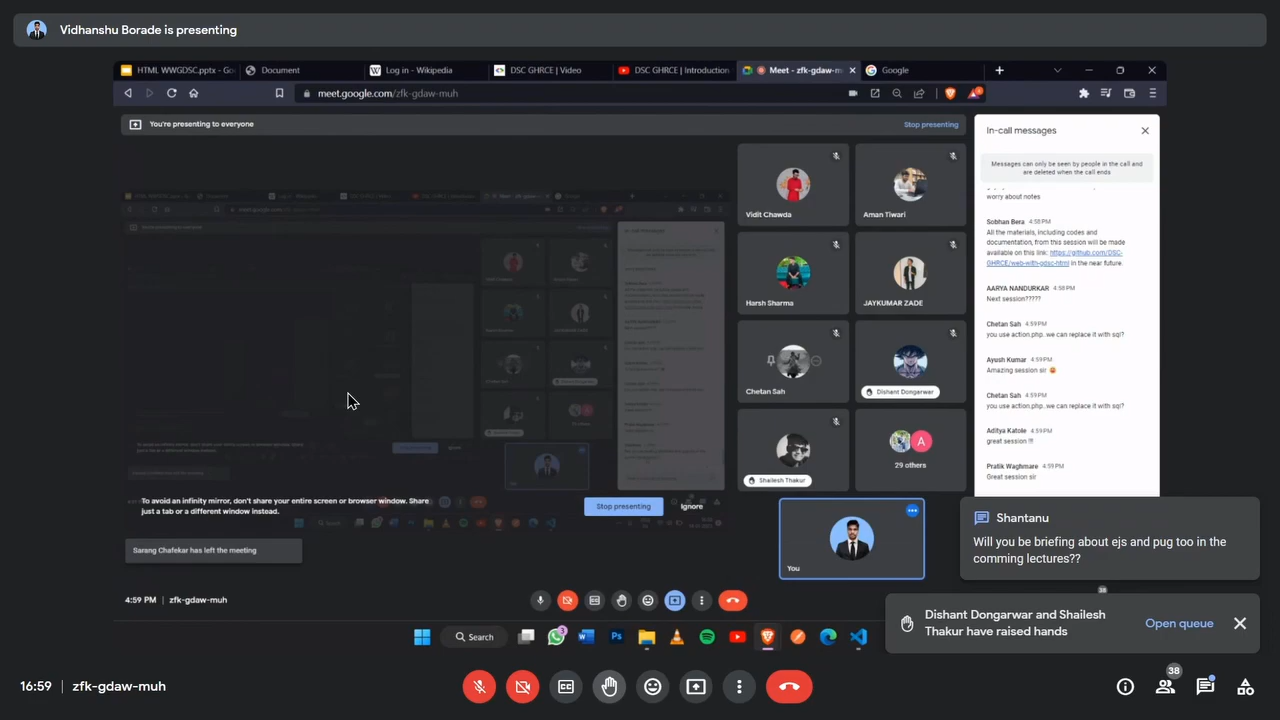 Vidhanshu Borade is presenting
HTML WWGDSC.pptx - Go
Document
Log in - Wikipedia
DSC GHRCE | Video
DSC GHRCE | Introduction
Meet - zfk-gdaw-m
Google
meet.google.com/zfk-gdaw-muh
You're presenting to everyone
Stop presenting
In-call messages
Messages can only be seen by people in the call and
are deleted when the call ends
worry about notes
Sobhan Bera 4:58 PM
All the materials, including codes and
documentation, from this session will be made
available on this link: https://github.com/DSC-
GHRCE/web-with-gdsc-html in the near future.
AARYA NANDURKAR 4:58 PM
Next session?????
Chetan Sah 4:59 PM
you use action.php..we can replace it with sql?
Ayush Kumar 4:59 PM
Amazing session sir 🤩
Chetan Sah 4:59 PM
you use action.php..we can replace it with sql?
Aditya Katole 4:59 PM
great session !!!
Pratik Waghmare 4:59 PM
Great session sir
Vidit Chawda
Aman Tiwari
Harsh Sharma
JAYKUMAR ZADE
Chetan Sah
Dishant Dongerwar
Shailesh Thakur
A
29 others
You
To avoid an infinity mirror, don't share your entire screen or browser window. Share
just a tab or a different window instead.
Stop presenting
Ignore
Sarang Chafekar has left the meeting
4:59 PM | zfk-gdaw-muh
Search
3
Shantanu
Will you be briefing about ejs and pug too in the
comming lectures??
38
Dishant Dongarwar and Shailesh
Thakur have raised hands
Open queue
16:59 | zfk-gdaw-muh
38